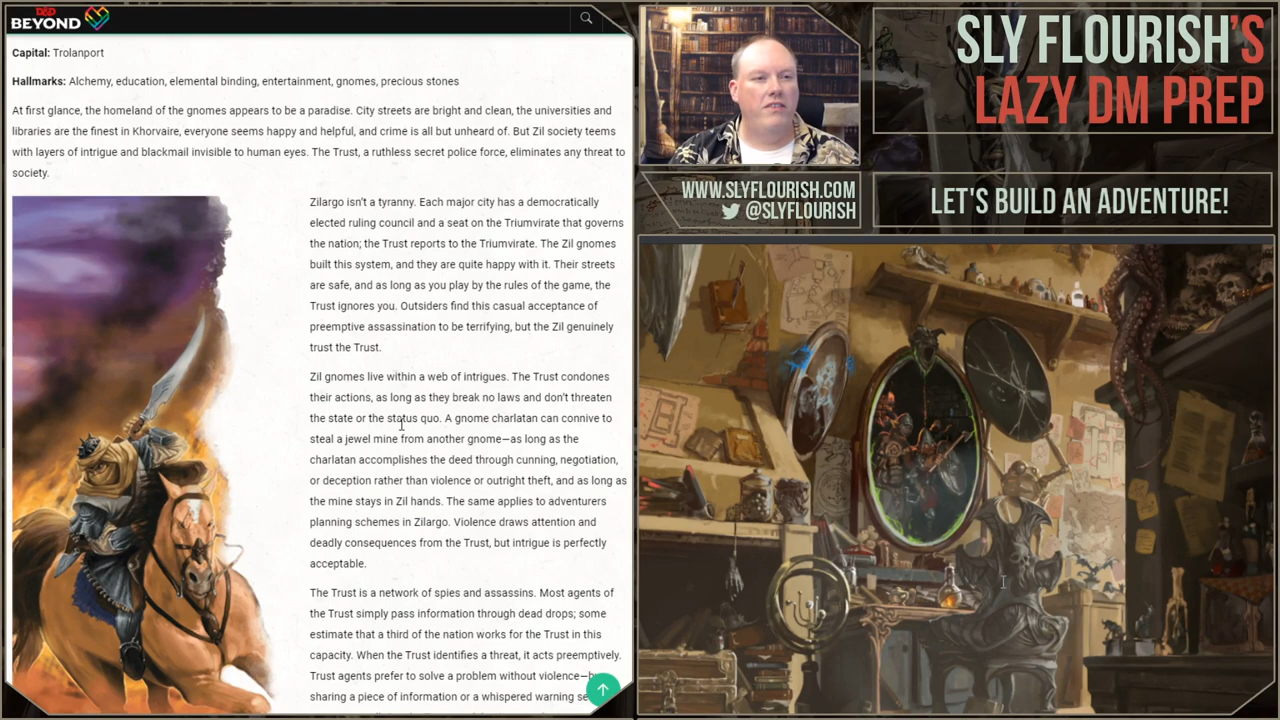 D&D
BEYOND
Capital: Trolanport
Hallmarks: Alchemy, education, elemental binding, entertainment, gnomes, precious stones
At first glance, the homeland of the gnomes appears to be a paradise. City streets are bright and clean, the universities and
libraries are the finest in Khorvaire, everyone seems happy and helpful, and crime is all but unheard of. But Zil society teems
with layers of intrigue and blackmail invisible to human eyes. The Trust, a ruthless secret police force, eliminates any threat to
society.
Zilargo isn't a tyranny. Each major city has a democratically
elected ruling council and a seat on the Triumvirate that governs
the nation; the Trust reports to the Triumvirate. The Zil gnomes
built this system, and they are quite happy with it. Their streets
are safe, and as long as you play by the rules of the game, the
Trust ignores you. Outsiders find this casual acceptance of
preemptive assassination to be terrifying, but the Zil genuinely
trust the Trust.
Zil gnomes live within a web of intrigues. The Trust condones
their actions, as long as they break no laws and don't threaten
the state or the status quo. A gnome charlatan can connive to
steal a jewel mine from another gnome—as long as the
charlatan accomplishes the deed through cunning, negotiation,
or deception rather than violence or outright theft, and as long as
the mine stays in Zil hands. The same applies to adventurers
planning schemes in Zilargo. Violence draws attention and
deadly consequences from the Trust, but intrigue is perfectly
acceptable.
The Trust is a network of spies and assassins. Most agents of
the Trust simply pass information through dead drops; some
estimate that a third of the nation works for the Trust in this
capacity. When the Trust identifies a threat, it acts preemptively.
Trust agents prefer to solve a problem without violence—
sharing a piece of information or a whispered warning
SLY FLOURISH'S
LAZY DM PREP
WWW.SLYFLOURISH.COM
@SLYFLOURISH
LET'S BUILD AN ADVENTURE!